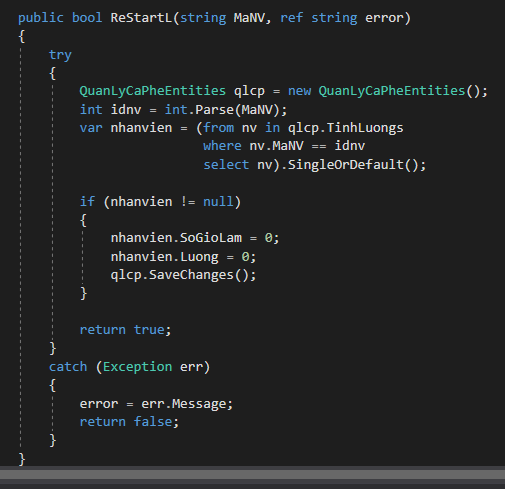 public bool ReStartL(string MaNV, ref string error)
{
try
{
QuanLyCaPheEntities qlcp = new QuanLyCaPheEntities();
int idnv = int.Parse(MaNV);
var nhanvien = (from nv in qlcp.TinhLuongs
where nv.MaNV == idnv
select nv).SingleOrDefault();
if (nhanvien != null)
{
nhanvien.SoGioLam = 0;
nhanvien.Luong = 0;
qlcp.SaveChanges();
}
return true;
}
catch (Exception err)
{
error = err.Message;
return false;
}
}